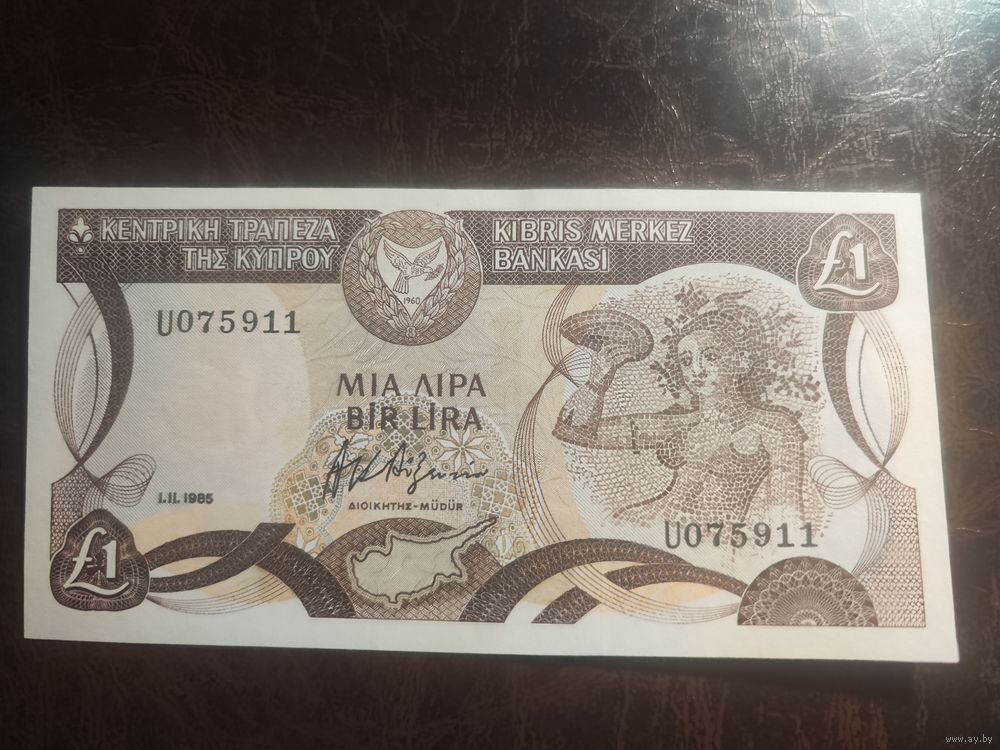 ΚΕΝΤΡΙΚΗ ΤΡΑΠΕΖΑ
ΤΗΣ ΚΥΠΡΟΥ
KIBRIS MERKEZ
BANKASI
£1
1960
U075911
ΜΙΑ ΛΙΡΑ
BİR LİRA
1.11.1985
ΔΙΟΙΚΗΤΗΣ-MÜDÜR
U075911
£1
www.ay.by